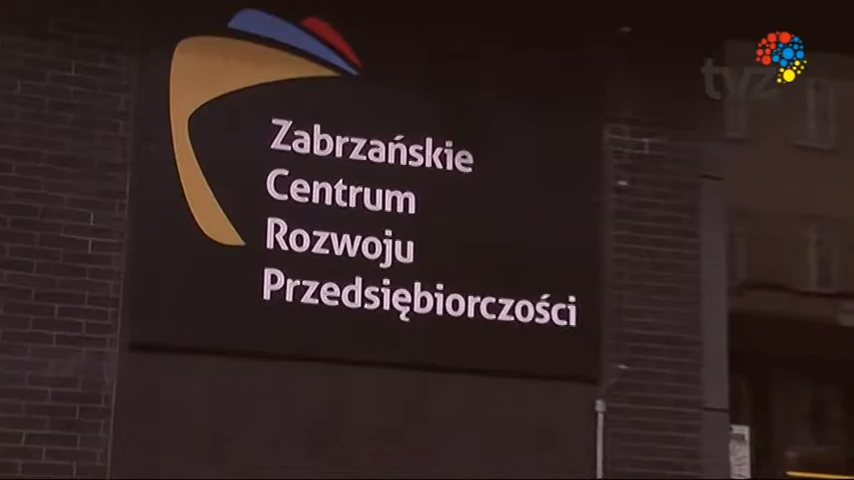 tvz
Zabrzańskie
Centrum
Rozwoju
Przedsiębiorczości